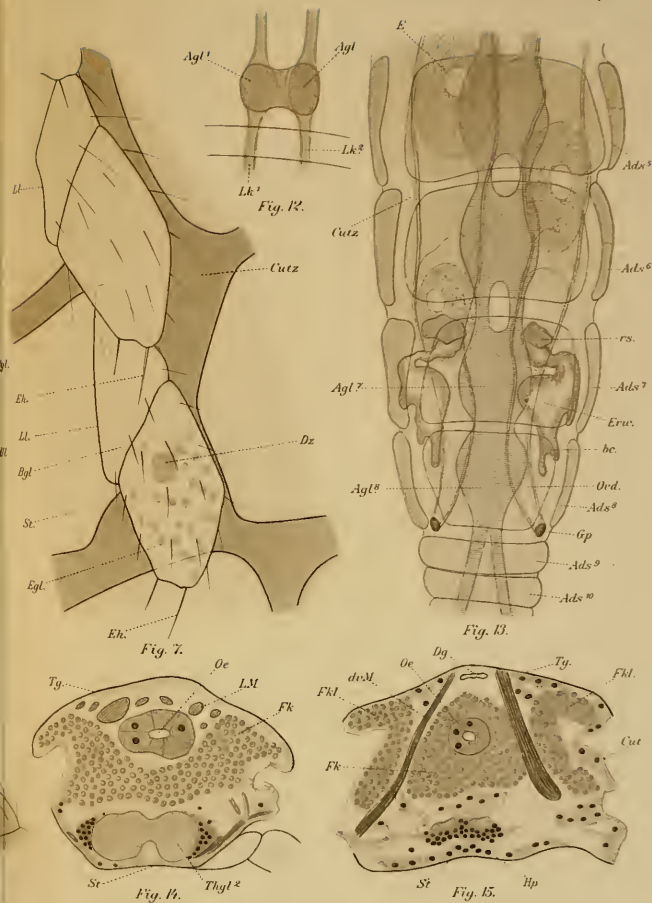 E
Agl¹
Agl
Lk²
Lk¹
Fig. 12.
Ll
Cutz
Eh.
Ll.
Bgl
Dz
St.
Egl.
Eh.
Fig. 7.
Cutz
Ads⁵
Ads⁶
rs.
Agl⁷
Ads⁷
Erw.
bc.
Agl⁸
Ovd.
Ads⁸
Gp
Ads⁹
Ads¹⁰
Fig. 13.
Tg
Oe
LM
Fk
St
Thgl²
Fig. 14.
Dg
Oe
Tg.
dvM
Fkl
Fkl.
Cut
Fk
St
Hp
Fig. 15.